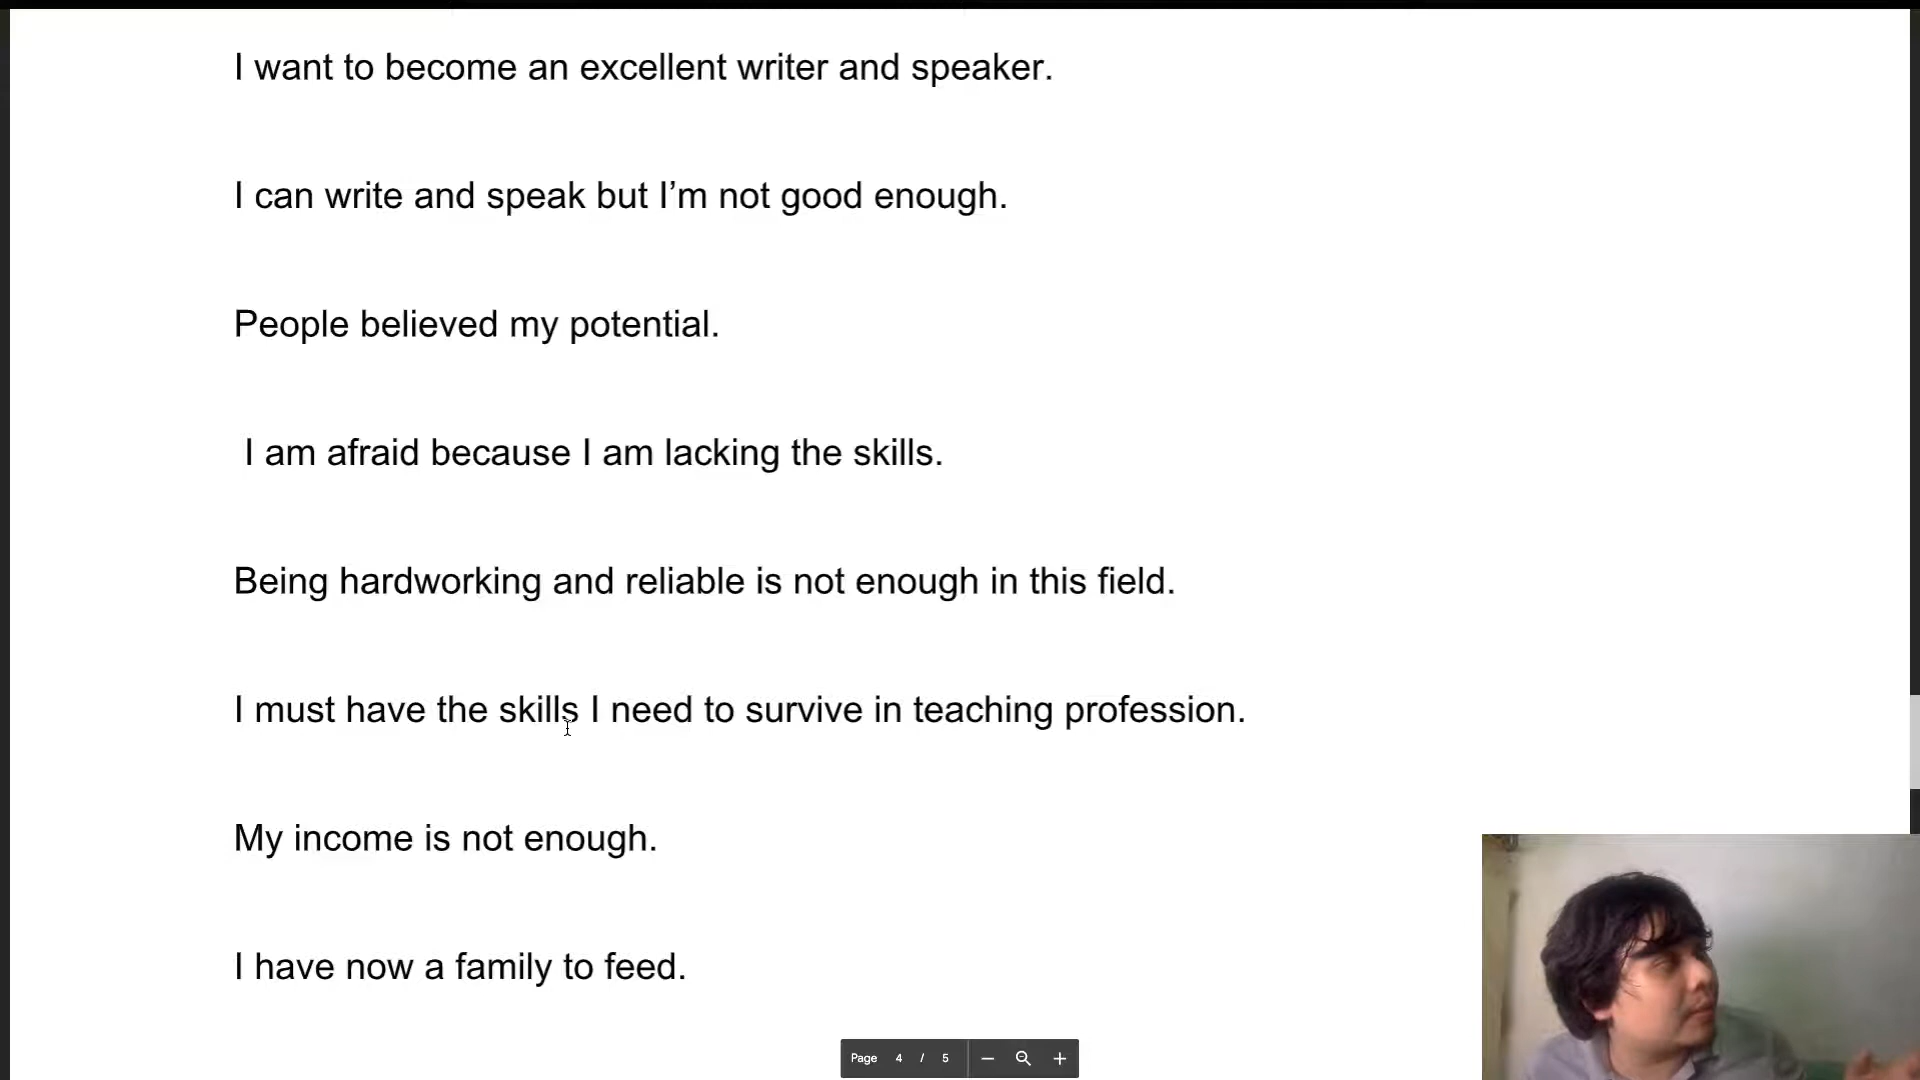 I want to become an excellent writer and speaker.
I can write and speak but I’m not good enough.
People believed my potential.
I am afraid because I am lacking the skills.
Being hardworking and reliable is not enough in this field.
I must have the skills I need to survive in teaching profession.
My income is not enough.
I have now a family to feed.
Page 4 / 5